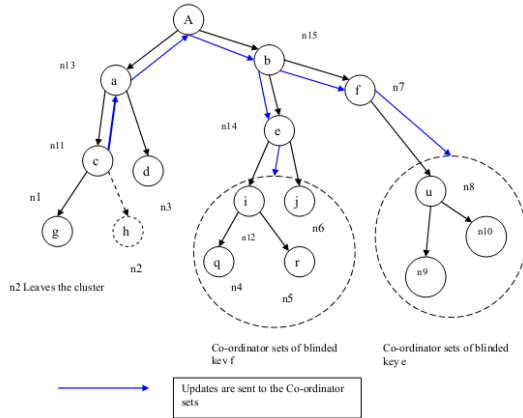 A
n15
b
n13
a
f
n7
n14
e
n11
c
d
u
n8
n1
n3
i
j
g
h
n6
n10
n12
n2
q
r
n9
n4
n5
n2 Leaves the cluster
Co-ordinator sets of blinded
kev f
Co-ordinator sets of blinded
key e
Updates are sent to the Co-ordinator
sets